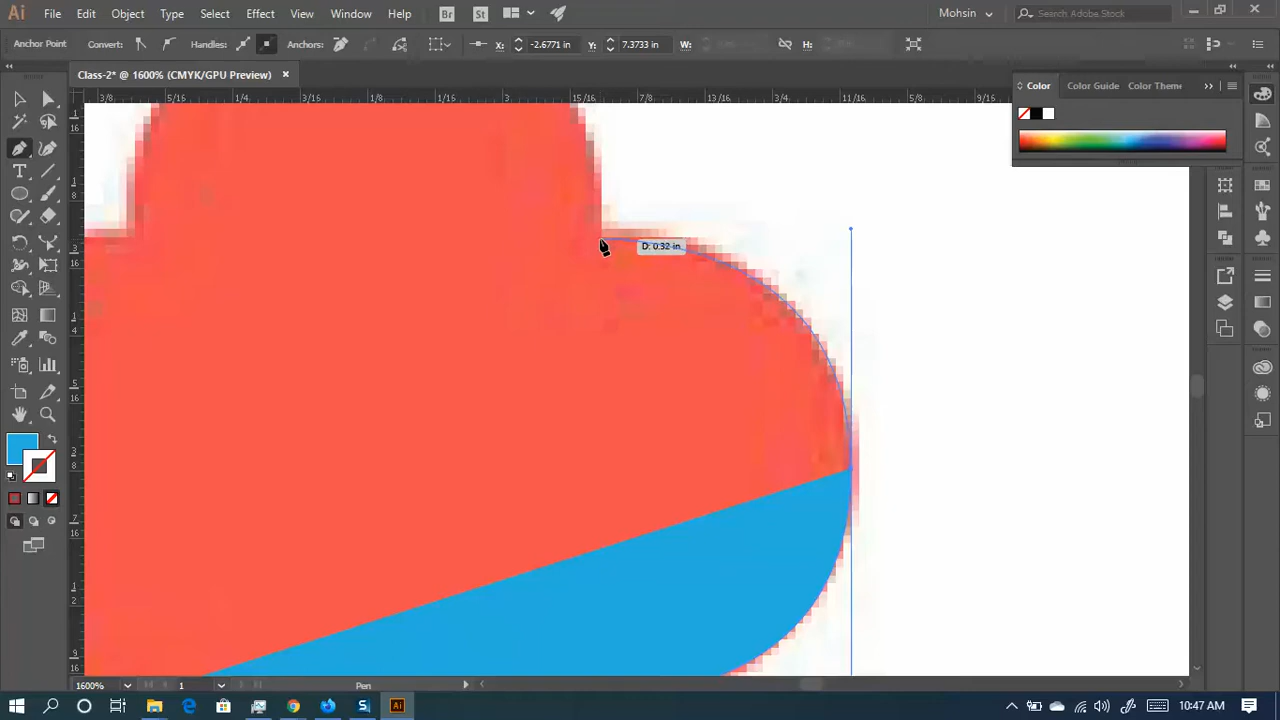 Ai File Edit Object Type Select Effect View Window Help Br St Mohsin Search Adobe Stock
Anchor Point Convert: Handles: Anchors: X: -2.6771 in Y: 7.3733 in W: H:
Class-2* @ 1600% (CMYK/GPU Preview) ×
Color Color Guide Color Theme
3/8 5/16 1/4 3/16 1/8 1/16 3 15/16 7/8 13/16 3/4 11/16 5/8 9/16
D: 0.32 in
1600% 1 Pen
S Ai 10:47 AM